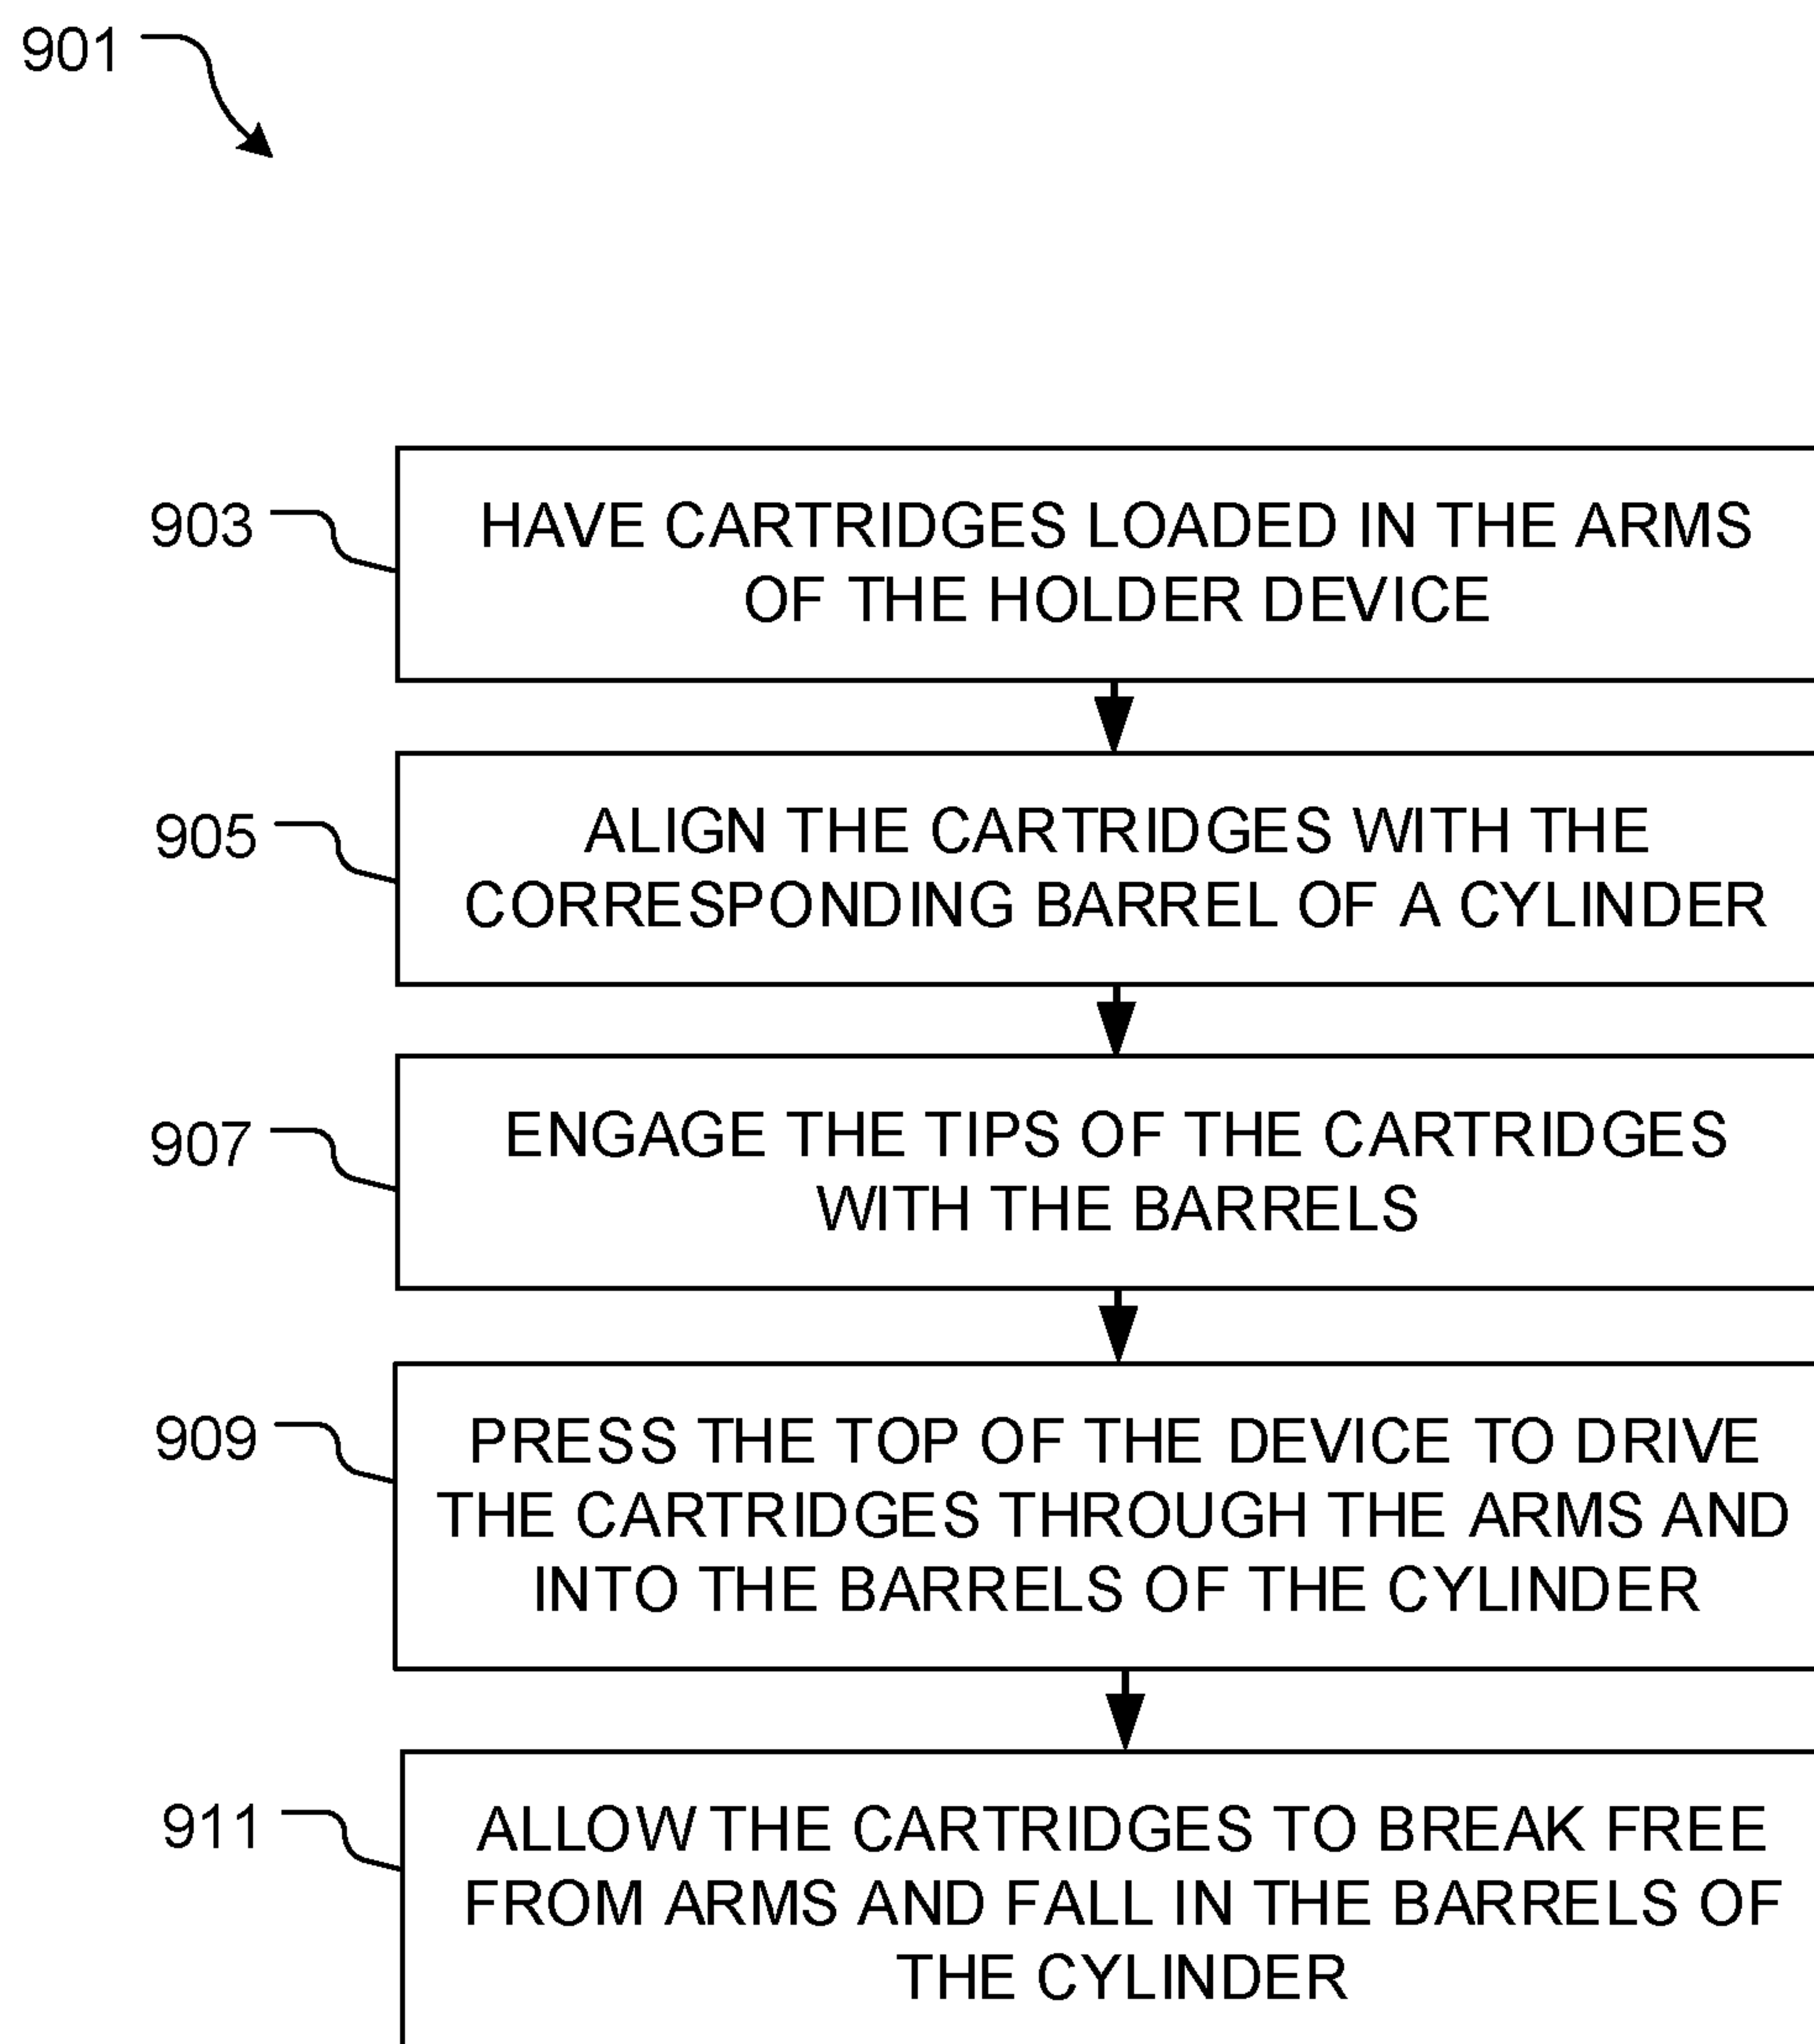 901
903
HAVE CARTRIDGES LOADED IN THE ARMS
OF THE HOLDER DEVICE
905
ALIGN THE CARTRIDGES WITH THE
CORRESPONDING BARREL OF A CYLINDER
907
ENGAGE THE TIPS OF THE CARTRIDGES
WITH THE BARRELS
909
PRESS THE TOP OF THE DEVICE TO DRIVE
THE CARTRIDGES THROUGH THE ARMS AND
INTO THE BARRELS OF THE CYLINDER
911
ALLOW THE CARTRIDGES TO BREAK FREE
FROM ARMS AND FALL IN THE BARRELS OF
THE CYLINDER